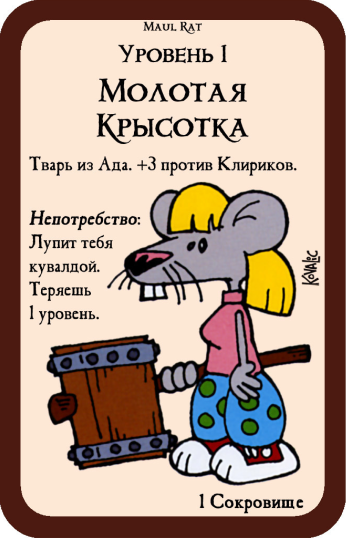 Maul Rat
Уровень 1
Молотая
Крысотка
Тварь из Ада. +3 против Клириков.
Непотребство:
Лупит тебя
кувалдой.
Теряешь
1 уровень.
Kovalic
1 Сокровище